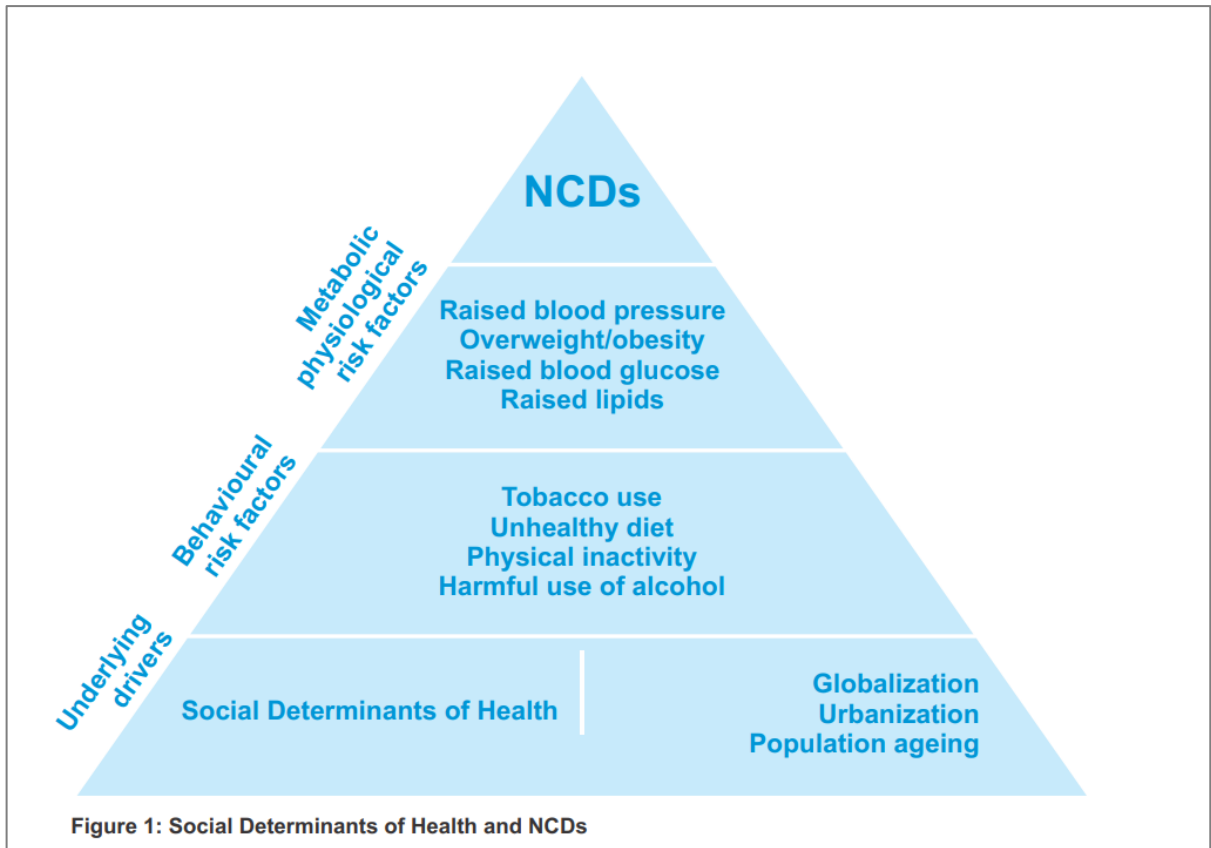 NCDs
Metabolic
physiological
risk factors
Raised blood pressure
Overweight/obesity
Raised blood glucose
Raised lipids
Behavioural
risk factors
Tobacco use
Unhealthy diet
Physical inactivity
Harmful use of alcohol
Underlying
drivers
Social Determinants of Health
Globalization
Urbanization
Population ageing
Figure 1: Social Determinants of Health and NCDs